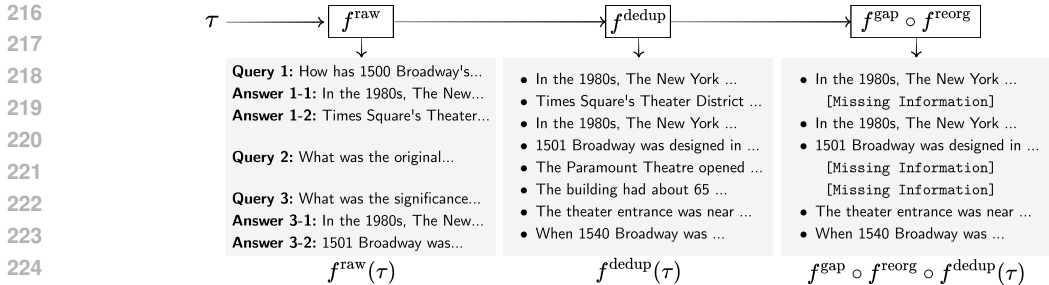 216
217
218
219
220
221
222
223
224
τ
f^raw
f^dedup
f^gap ∘ f^reorg
Query 1: How has 1500 Broadway's...
Answer 1-1: In the 1980s, The New...
Answer 1-2: Times Square's Theater...
Query 2: What was the original...
Query 3: What was the significance...
Answer 3-1: In the 1980s, The New...
Answer 3-2: 1501 Broadway was...
f^raw(τ)
• In the 1980s, The New York ...
• Times Square's Theater District ...
• In the 1980s, The New York ...
• 1501 Broadway was designed in ...
• The Paramount Theatre opened ...
• The building had about 65 ...
• The theater entrance was near ...
• When 1540 Broadway was ...
f^dedup(τ)
• In the 1980s, The New York ...
[Missing Information]
• In the 1980s, The New York ...
• 1501 Broadway was designed in ...
[Missing Information]
[Missing Information]
• The theater entrance was near ...
• When 1540 Broadway was ...
f^gap ∘ f^reorg ∘ f^dedup(τ)